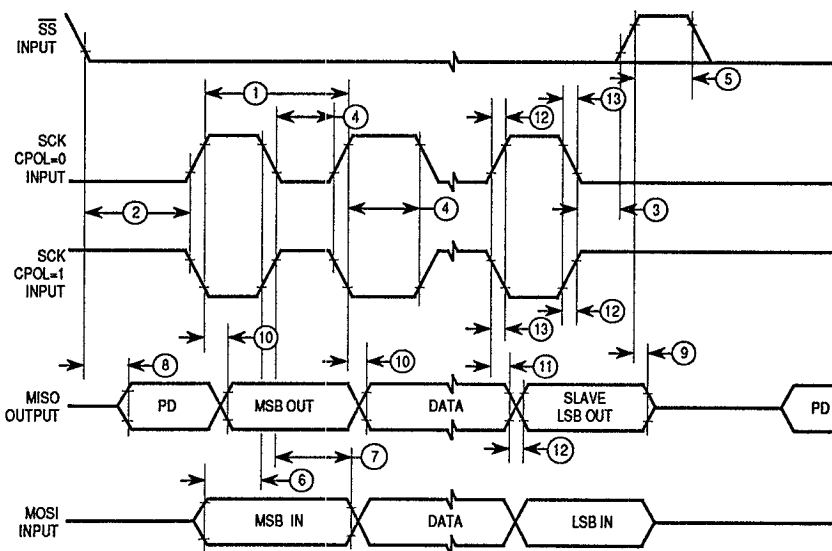 SS
INPUT
5
13
1
4
12
SCK
CPOL=0
INPUT
2
4
3
SCK
CPOL=1
INPUT
12
13
10
10
11
9
8
MISO
OUTPUT
PD
MSB OUT
DATA
SLAVE
LSB OUT
PD
12
7
6
MOSI
INPUT
MSB IN
DATA
LSB IN